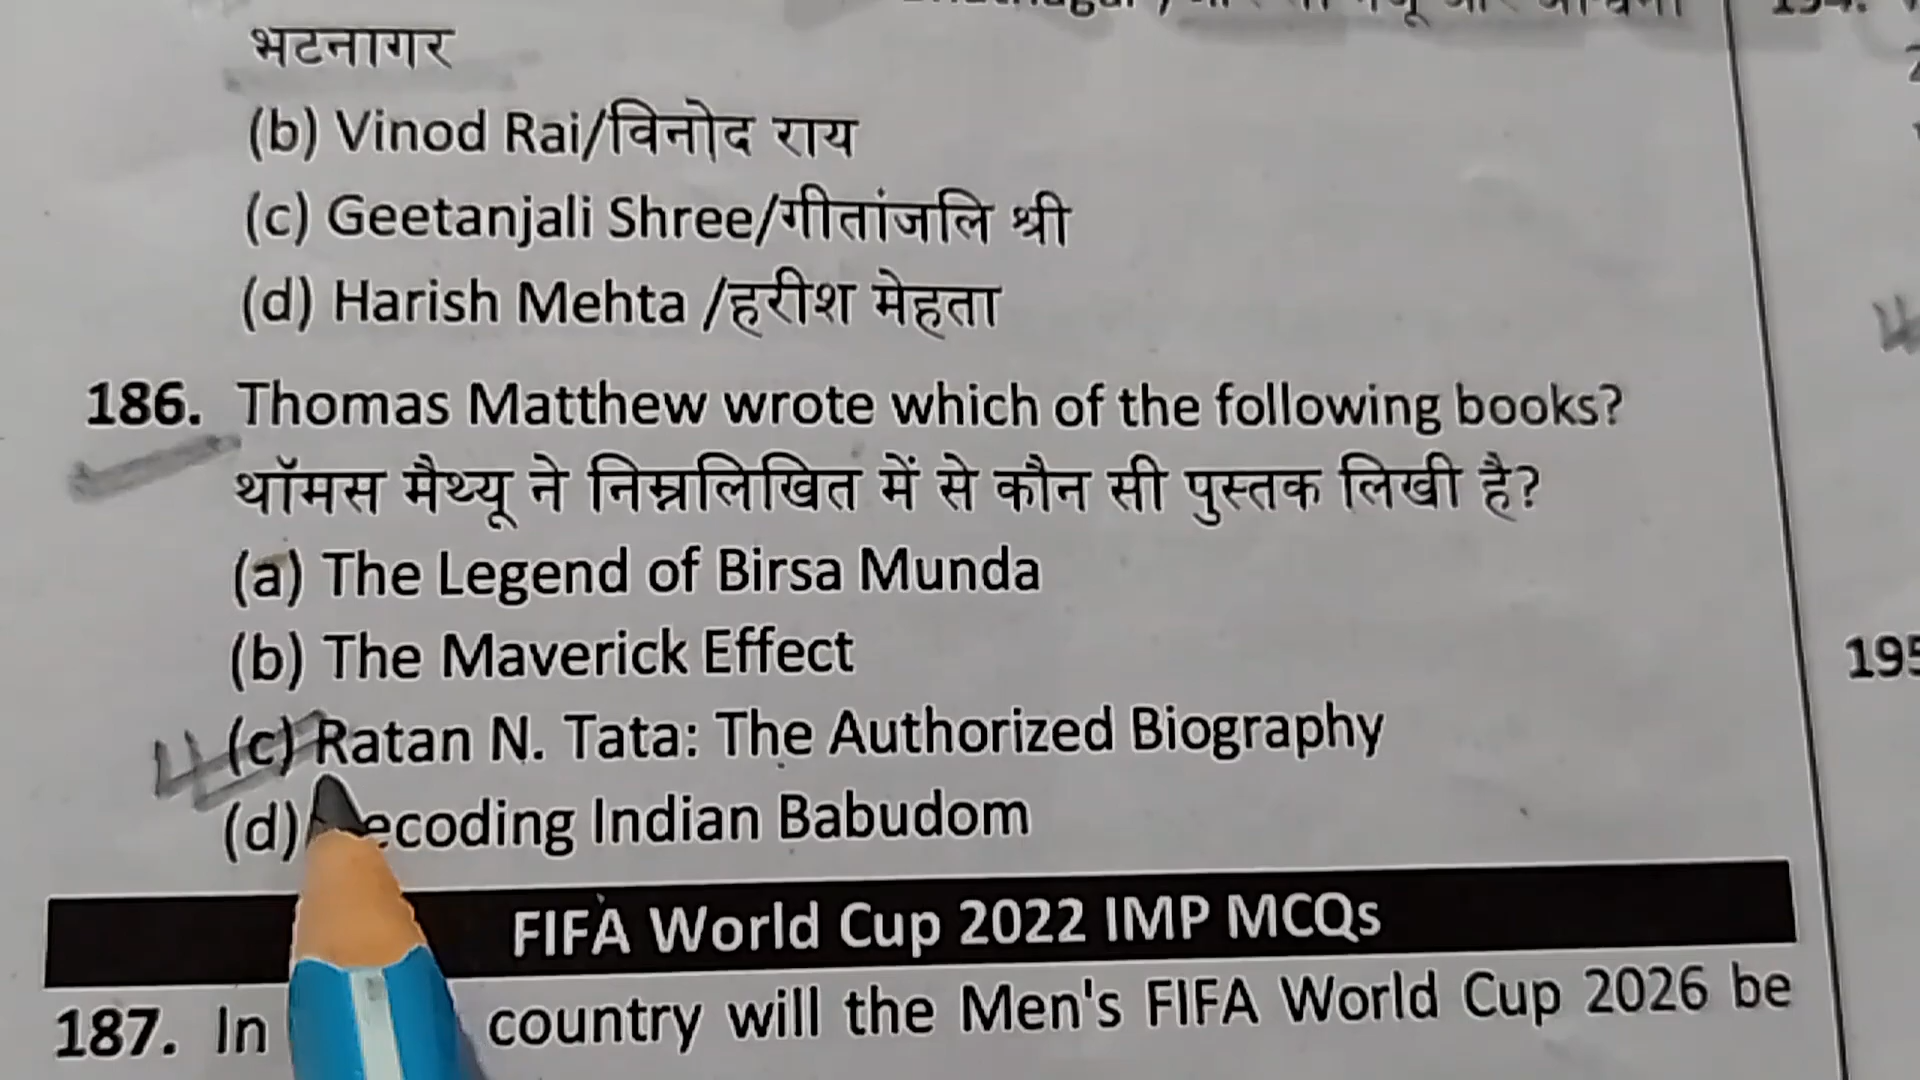 भटनागर
(b) Vinod Rai/विनोद राय
(c) Geetanjali Shree/गीतांजलि श्री
(d) Harish Mehta /हरीश मेहता
186. Thomas Matthew wrote which of the following books?
थॉमस मैथ्यू ने निम्नलिखित में से कौन सी पुस्तक लिखी है?
(a) The Legend of Birsa Munda
(b) The Maverick Effect
(c) Ratan N. Tata: The Authorized Biography
(d) ecoding Indian Babudom
FIFA World Cup 2022 IMP MCQs
187. In country will the Men's FIFA World Cup 2026 be
195